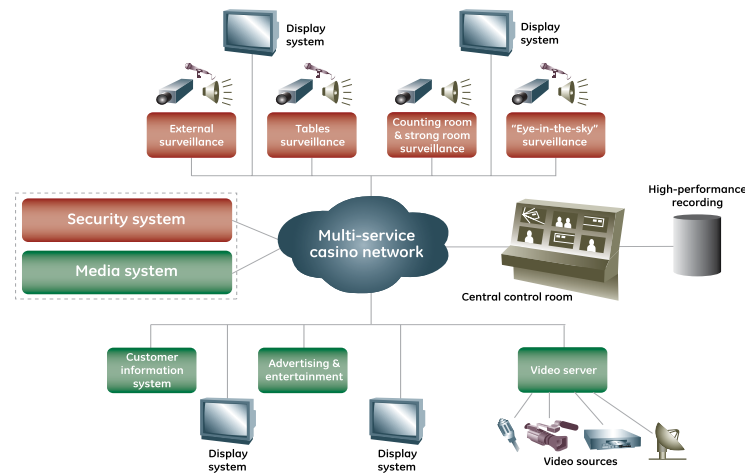 Display
system
Display
system
External
surveillance
Tables
surveillance
Counting room
& strong room
surveillance
"Eye-in-the-sky"
surveillance
Security system
Media system
Multi-service
casino network
High-performance
recording
Central control room
Customer
information
system
Advertising &
entertainment
Video server
Display
system
Display
system
Video sources